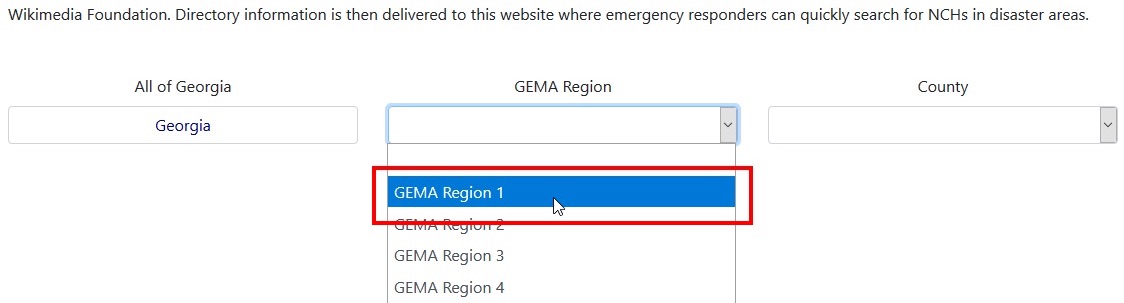 Wikimedia Foundation. Directory information is then delivered to this website where emergency responders can quickly search for NCHs in disaster areas.
All of Georgia
GEMA Region
County
Georgia
GEMA Region 1
GEMA Region 2
GEMA Region 3
GEMA Region 4